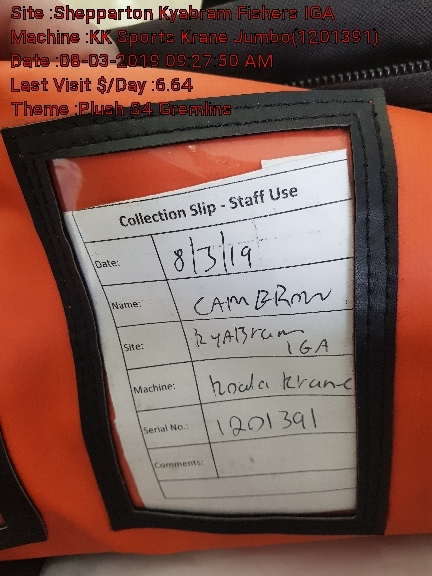 Site :Shepparton Kyabram Fishers IGA
Machine :KK Sports Krane Jumbo(1201391)
Date :08-03-2019 09:27:50 AM
Last Visit $/Day :6.64
Theme :Plush $4 Gremlins
Collection Slip - Staff Use
Date: 8/3/19
Name: CAMERON
Site: KyABram
IGA
Machine: Koala Krane
Serial No.: 1201391
Comments: